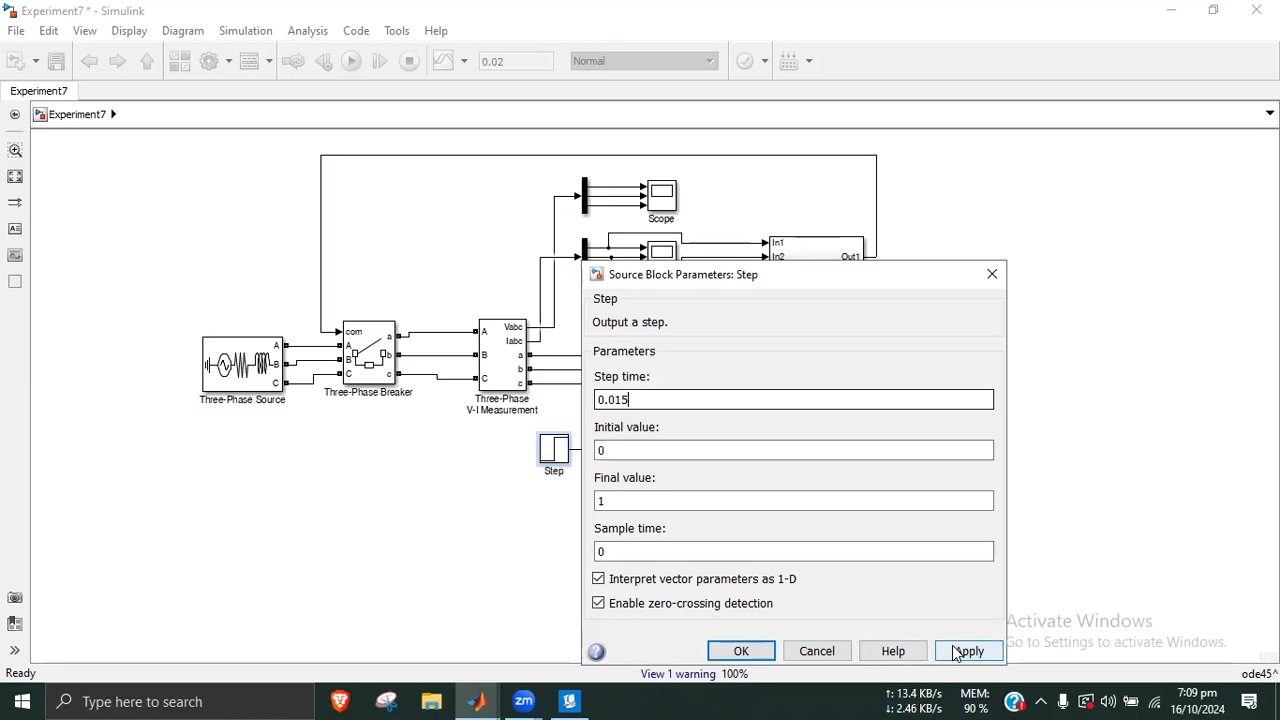 Experiment7 * - Simulink
File Edit View Display Diagram Simulation Analysis Code Tools Help
0.02 Normal
Experiment7
Experiment7
Scope
In1
In2 Out1
com
A a A Vabc
Iabc
A B b B a
B C c C b
C c
Three-Phase Source
Three-Phase Breaker
Three-Phase
V-I Measurement
Step
Source Block Parameters: Step
Step
Output a step.
Parameters
Step time:
0.015
Initial value:
0
Final value:
1
Sample time:
0
Interpret vector parameters as 1-D
Enable zero-crossing detection
OK Cancel Help Apply
Activate Windows
Go to Settings to activate Windows.
Ready View 1 warning 100% ode45
Type here to search
↑: 13.4 KB/s
↓: 2.46 KB/s
MEM:
90 %
7:09 pm
16/10/2024